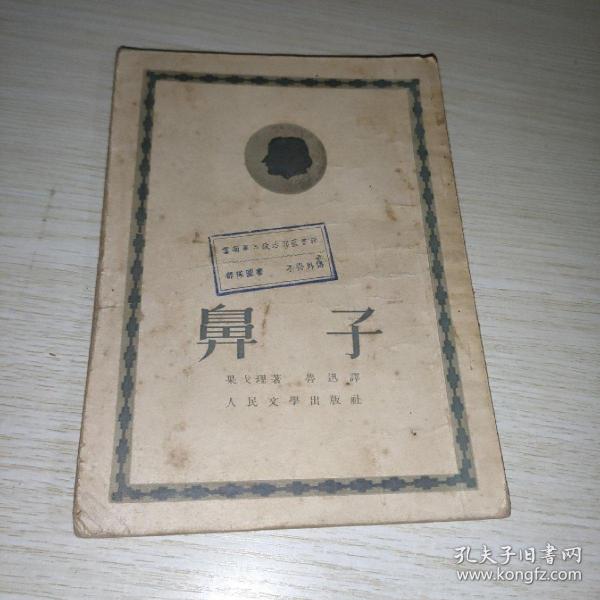 鼻子
果戈理著 魯迅譯
人民文學出版社
孔夫子旧书网
www.kongfz.com